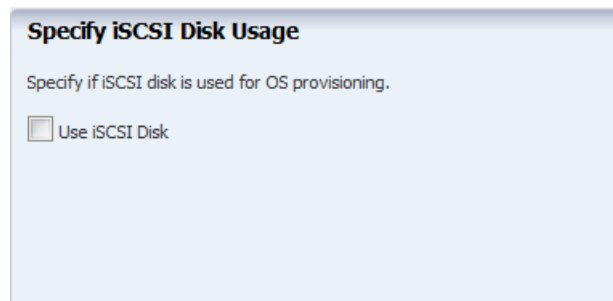 Specify iSCSI Disk Usage
Specify if iSCSI disk is used for OS provisioning.
Use iSCSI Disk